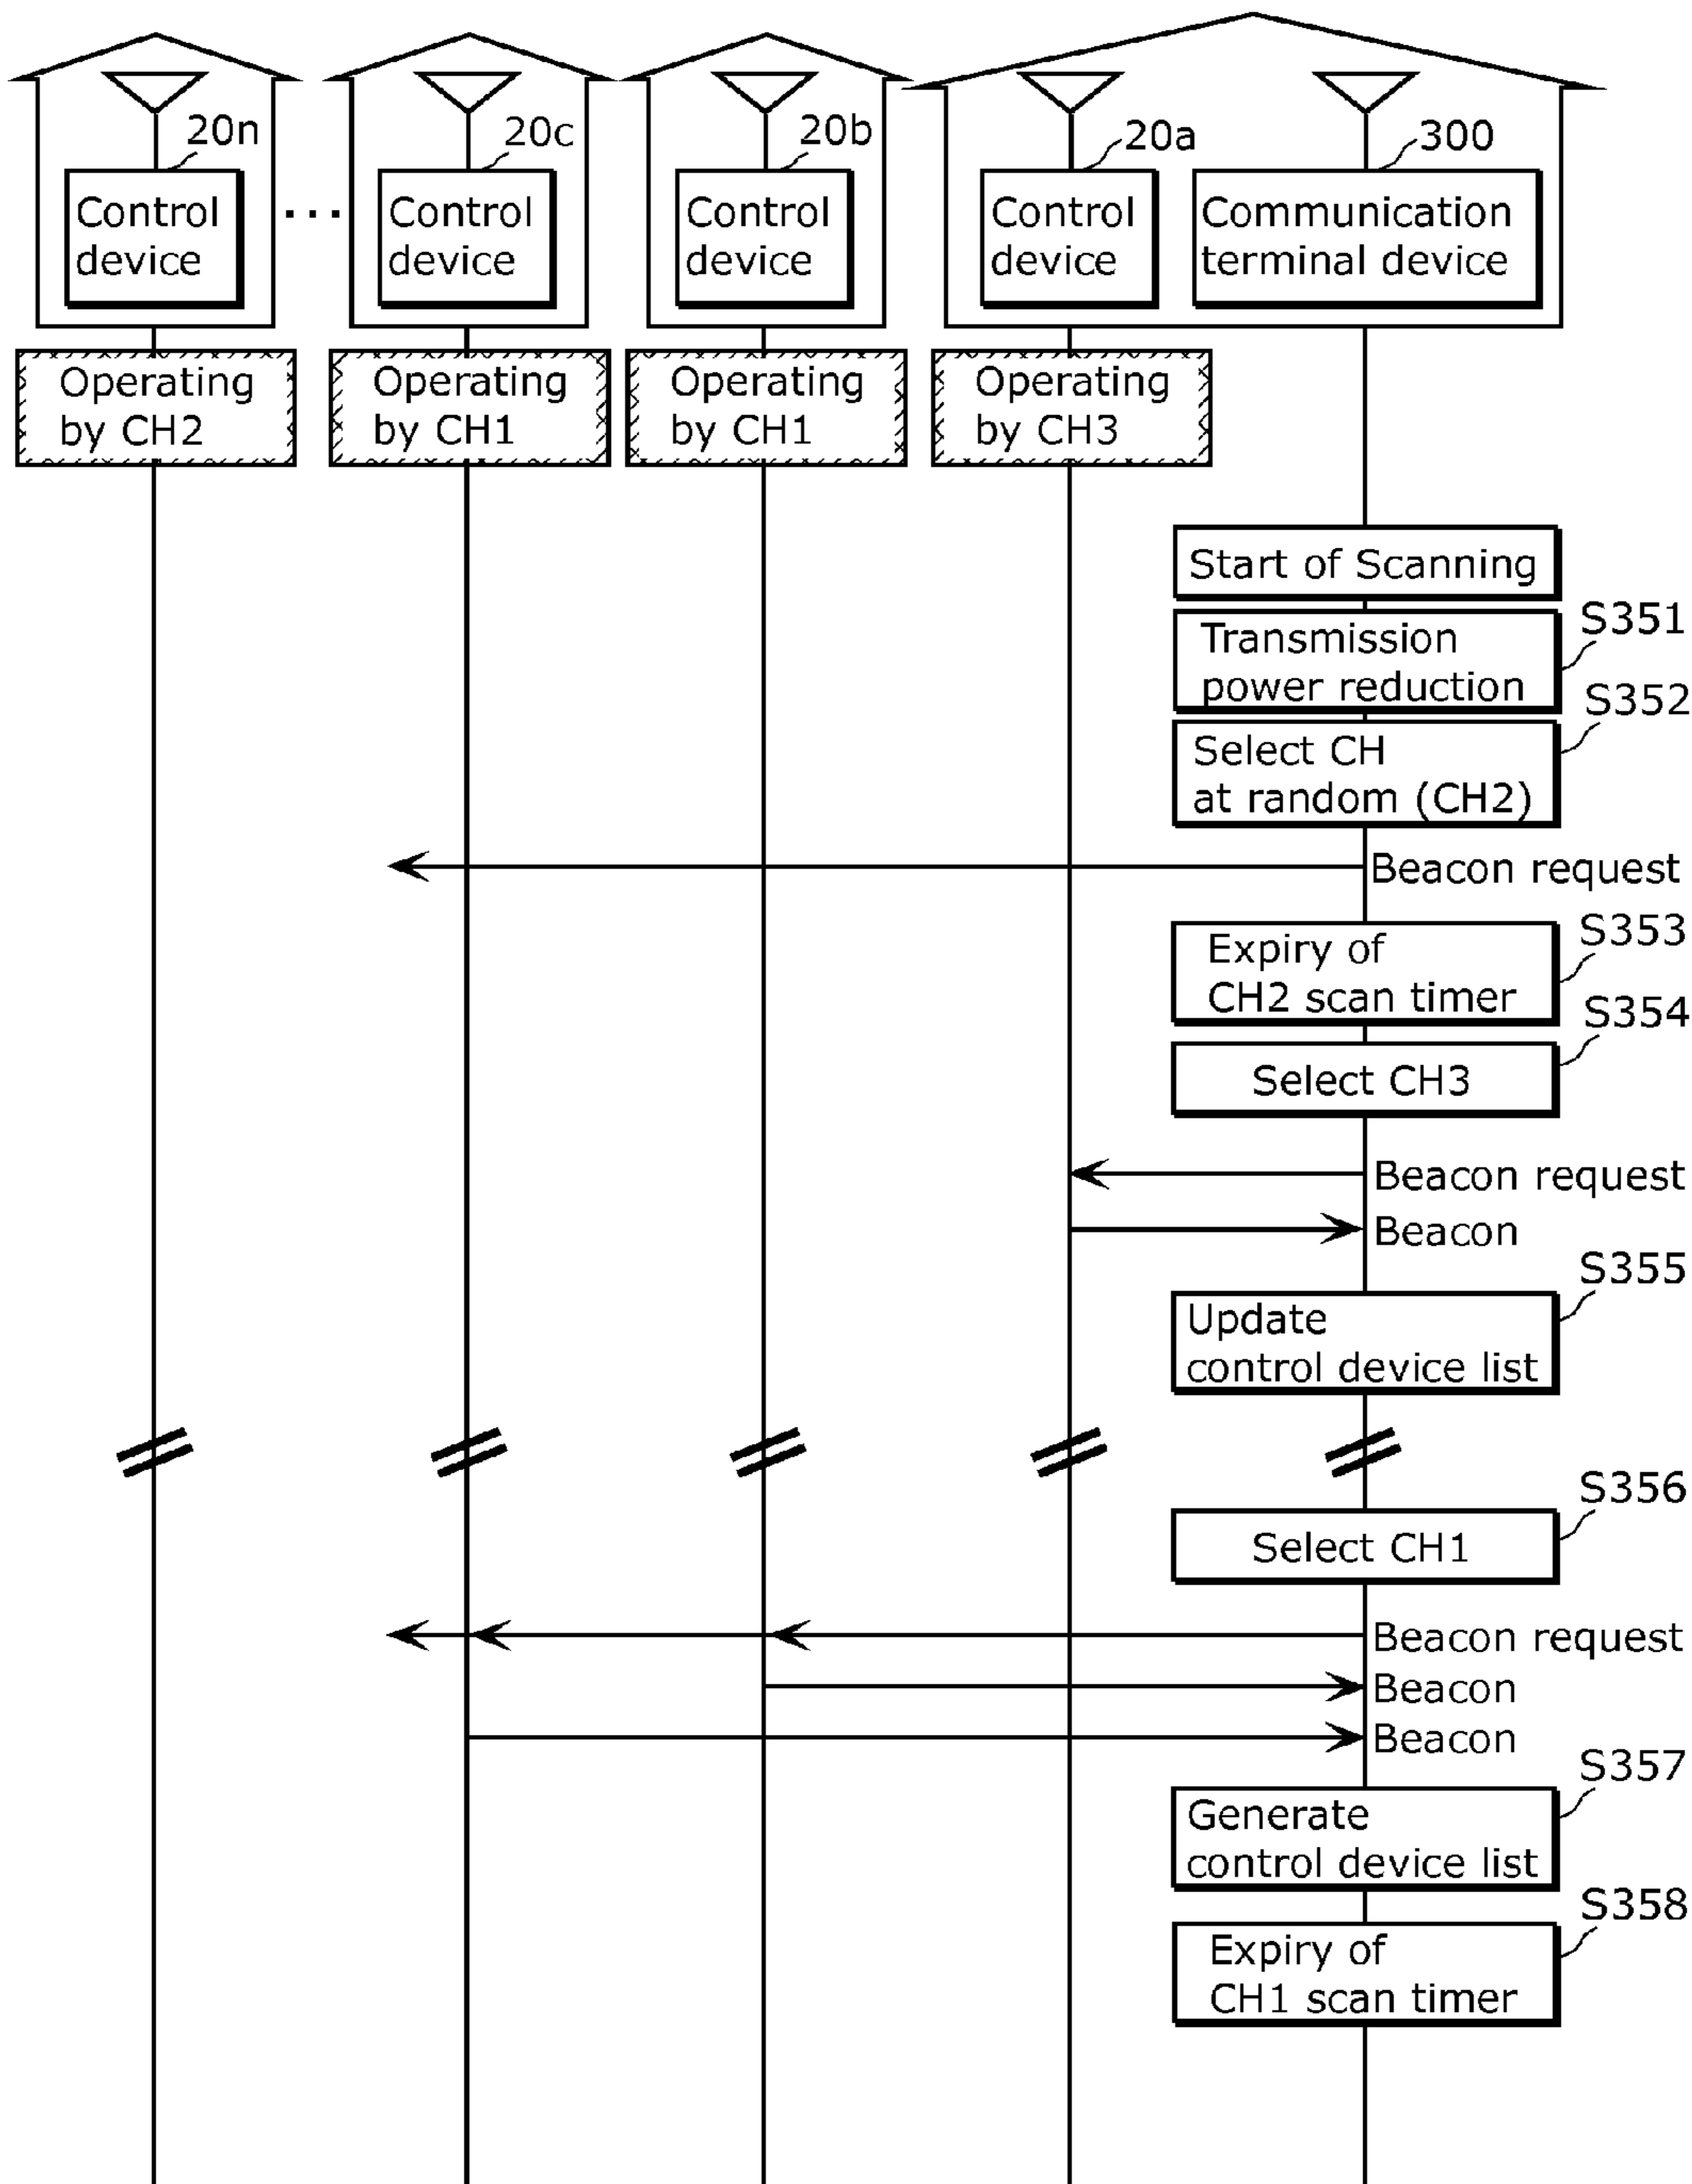 20n
20c
20b
20a
300
Control
device
...
Control
device
Control
device
Control
device
Communication
terminal device
Operating
by CH2
Operating
by CH1
Operating
by CH1
Operating
by CH3
Start of Scanning
S351
Transmission
power reduction
S352
Select CH
at random (CH2)
Beacon request
S353
Expiry of
CH2 scan timer
S354
Select CH3
Beacon request
Beacon
S355
Update
control device list
S356
Select CH1
Beacon request
Beacon
Beacon
S357
Generate
control device list
S358
Expiry of
CH1 scan timer